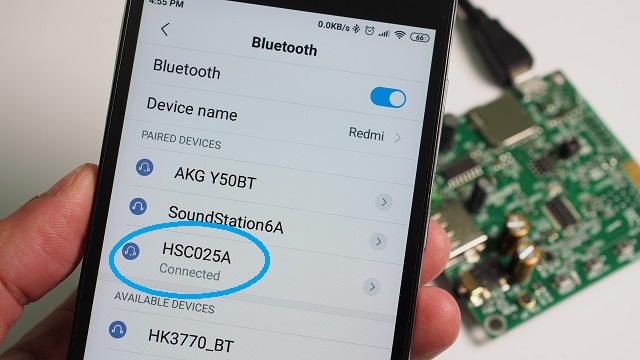 4:55 PM 0.0KB/s 66
Bluetooth
Bluetooth
Device name Redmi
PAIRED DEVICES
AKG Y50BT
SoundStation6A
HSC025A
Connected
AVAILABLE DEVICES
HK3770_BT